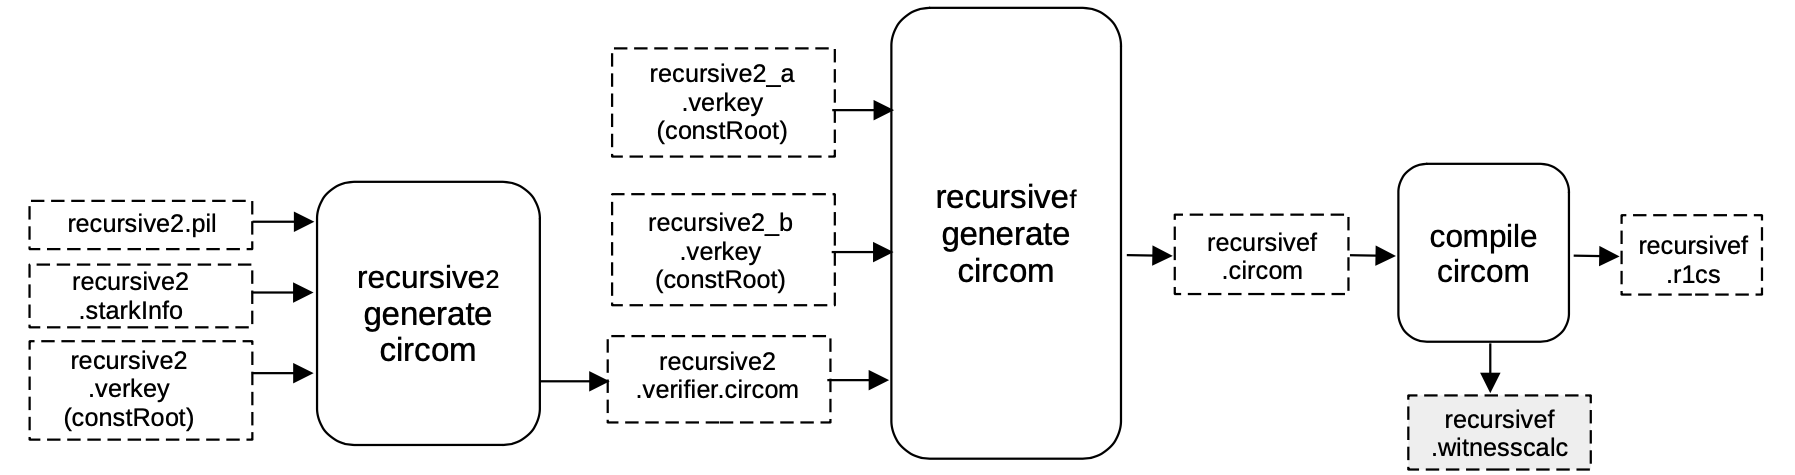 recursive2.pil
recursive2
.starkInfo
recursive2
.verkey
(constRoot)
recursive2
generate
circom
recursive2_a
.verkey
(constRoot)
recursive2_b
.verkey
(constRoot)
recursive2
.verifier.circom
recursivef
generate
circom
recursivef
.circom
compile
circom
recursivef
.r1cs
recursivef
.witnesscalc